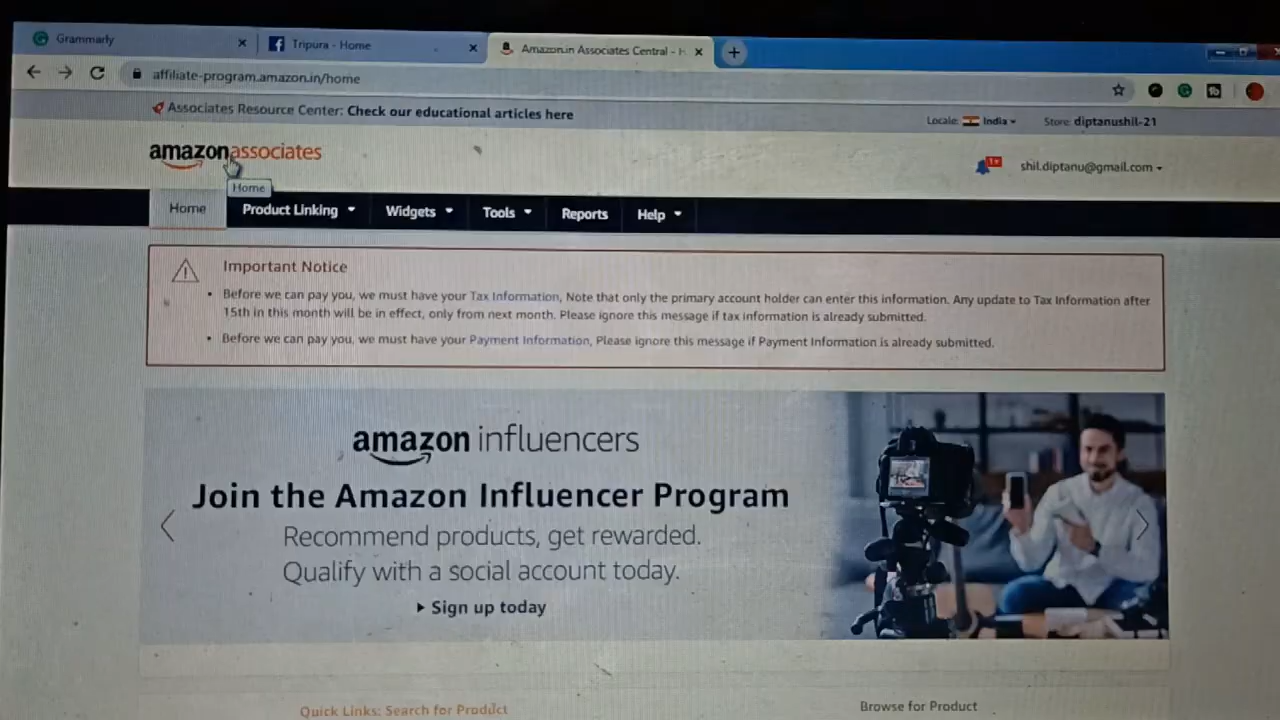 Grammarly
Tripura - Home
Amazon.in Associates Central - H
affiliate-program.amazon.in/home
Associates Resource Center: Check our educational articles here
Locale: India Store: diptanushil-21
amazonassociates
1+
shil.diptanu@gmail.com
Home
Home Product Linking Widgets Tools Reports Help
Important Notice
• Before we can pay you, we must have your Tax Information, Note that only the primary account holder can enter this information. Any update to Tax Information after
15th in this month will be in effect, only from next month. Please ignore this message if tax information is already submitted.
• Before we can pay you, we must have your Payment Information, Please ignore this message if Payment Information is already submitted.
amazon influencers
Join the Amazon Influencer Program
Recommend products, get rewarded.
Qualify with a social account today.
Sign up today
Quick Links: Search for Product
Browse for Product